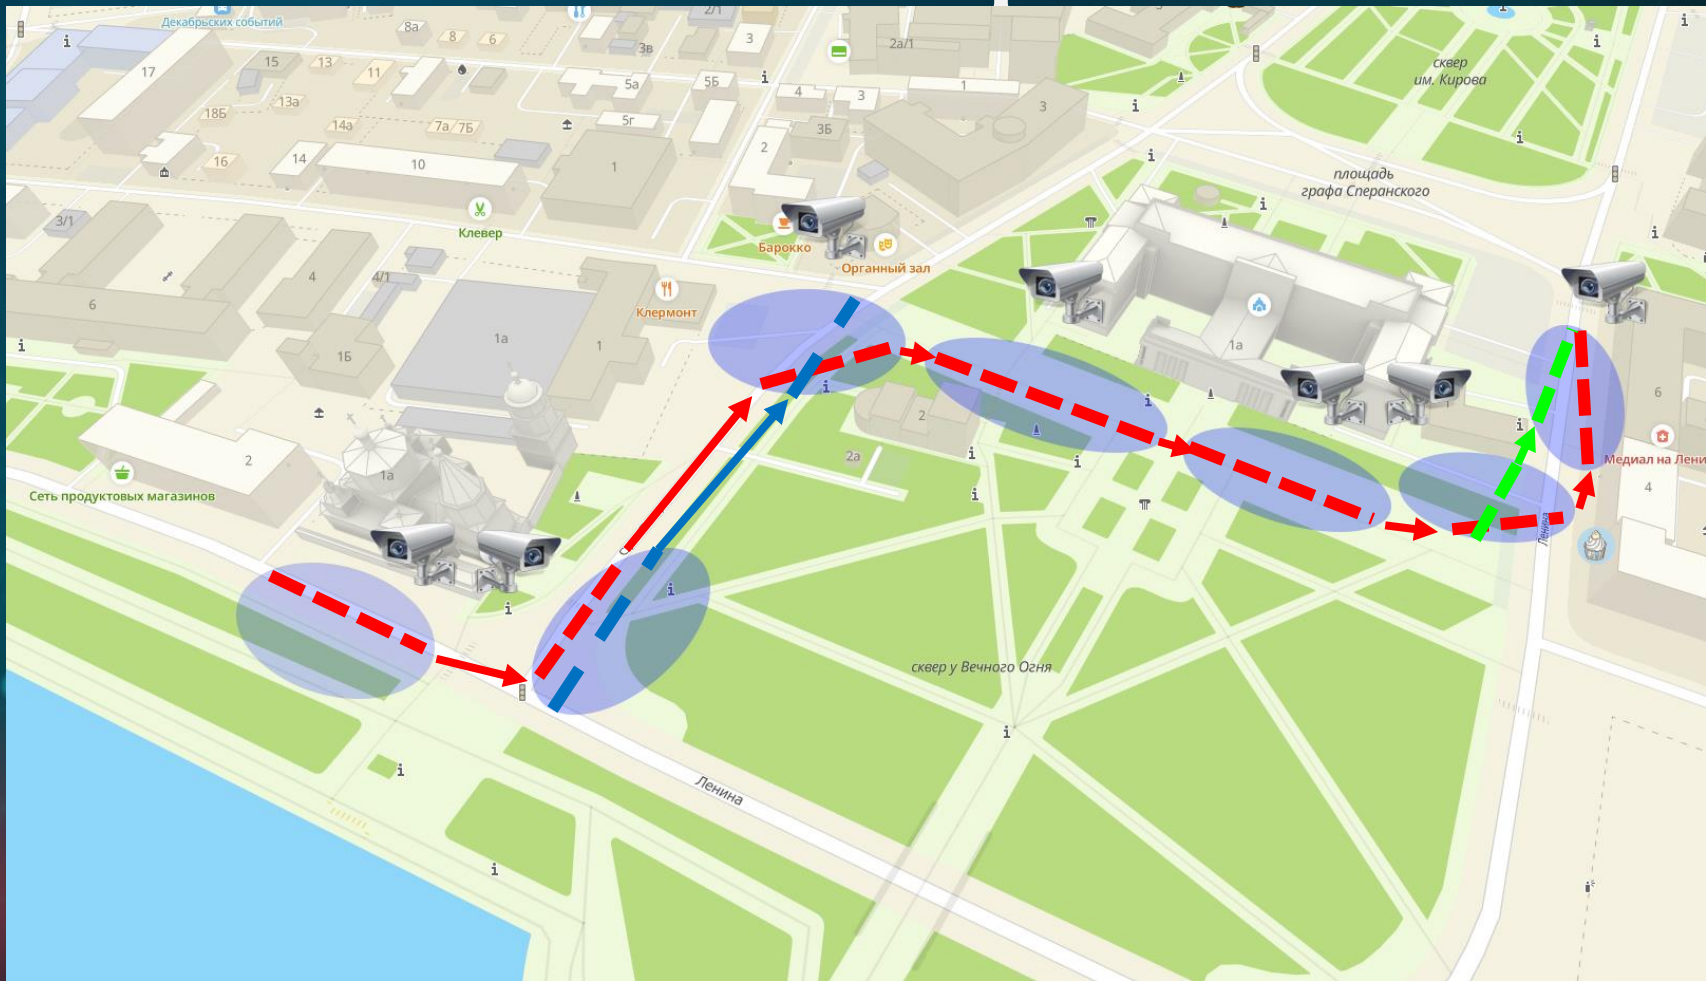 Декабрьских событий
8а
8
6
2/1
3в
3
2а/1
17
15
13
11
5а
5Б
4
3
1
3
сквер
им. Кирова
18Б
13а
14а
7а
7Б
5г
3Б
2
16
14
10
1
площадь
графа Сперанского
3/1
Клевер
Барокко
Органный зал
4
4/1
6
Клермонт
1а
1Б
1
1а
2
6
2
1а
2а
Медиал на Лени
4
Сеть продуктовых магазинов
Ленина
сквер у Вечного Огня
Ленина